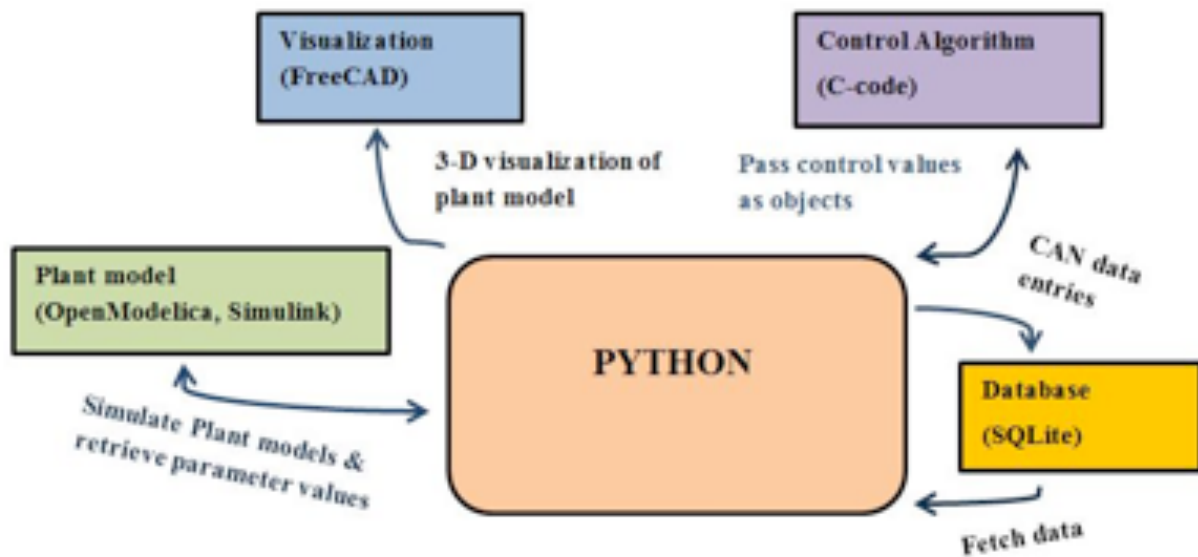 Visualization
(FreeCAD)
Control Algorithm
(C-code)
3-D visualization of
plant model
Pass control values
as objects
Plant model
(OpenModelica, Simulink)
CAN data
entries
PYTHON
Database
(SQLite)
Simulate Plant models &
retrieve parameter values
Fetch data